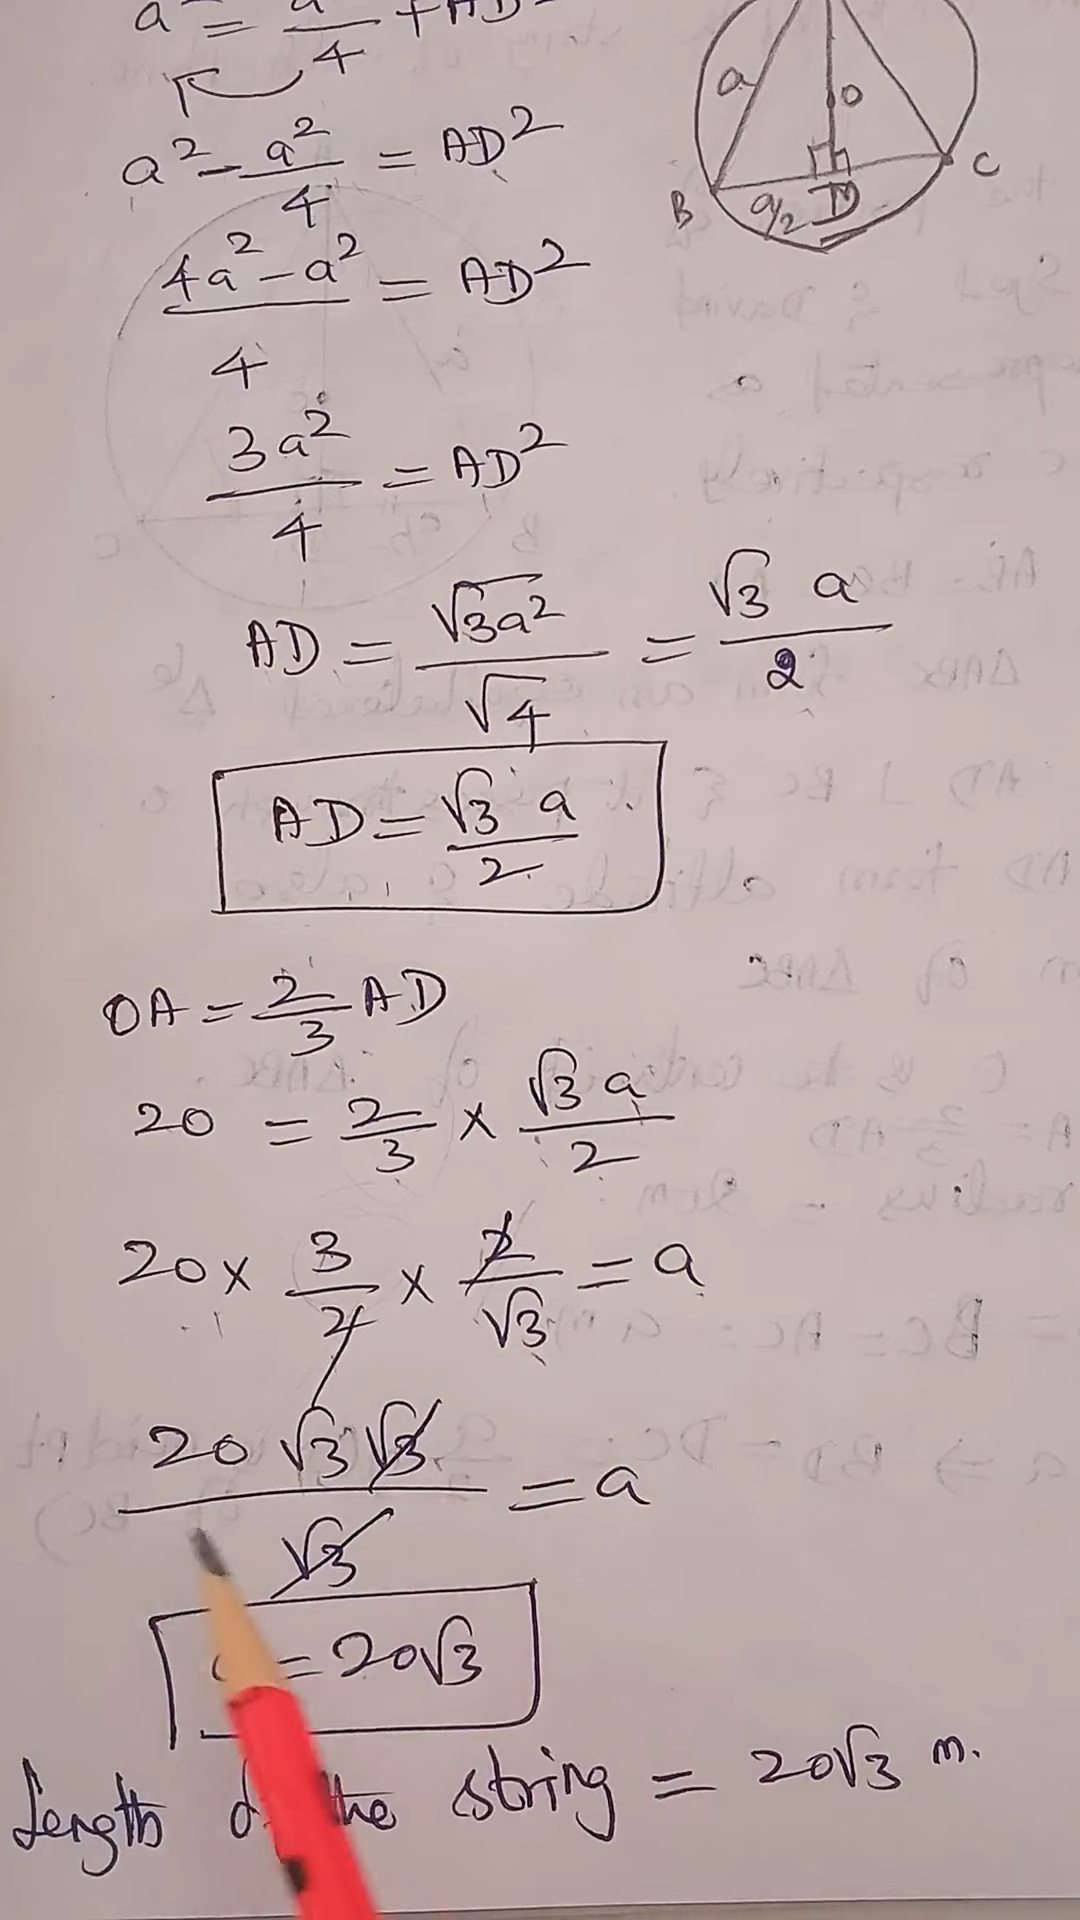 a² = a²/4 + AD²
a² - a²/4 = AD²
(4a² - a²)/4 = AD²
3a²/4 = AD²
AD = √3a²/√4 = √3 a/2
AD = √3 a/2
OA = 2/3 AD
20 = 2/3 × √3 a/2
20 × 3/2 × 2/√3 = a
20 √3 √3/√3 = a
= 20√3
Length the string = 20√3 m.
a
O
B
a/2
D
C